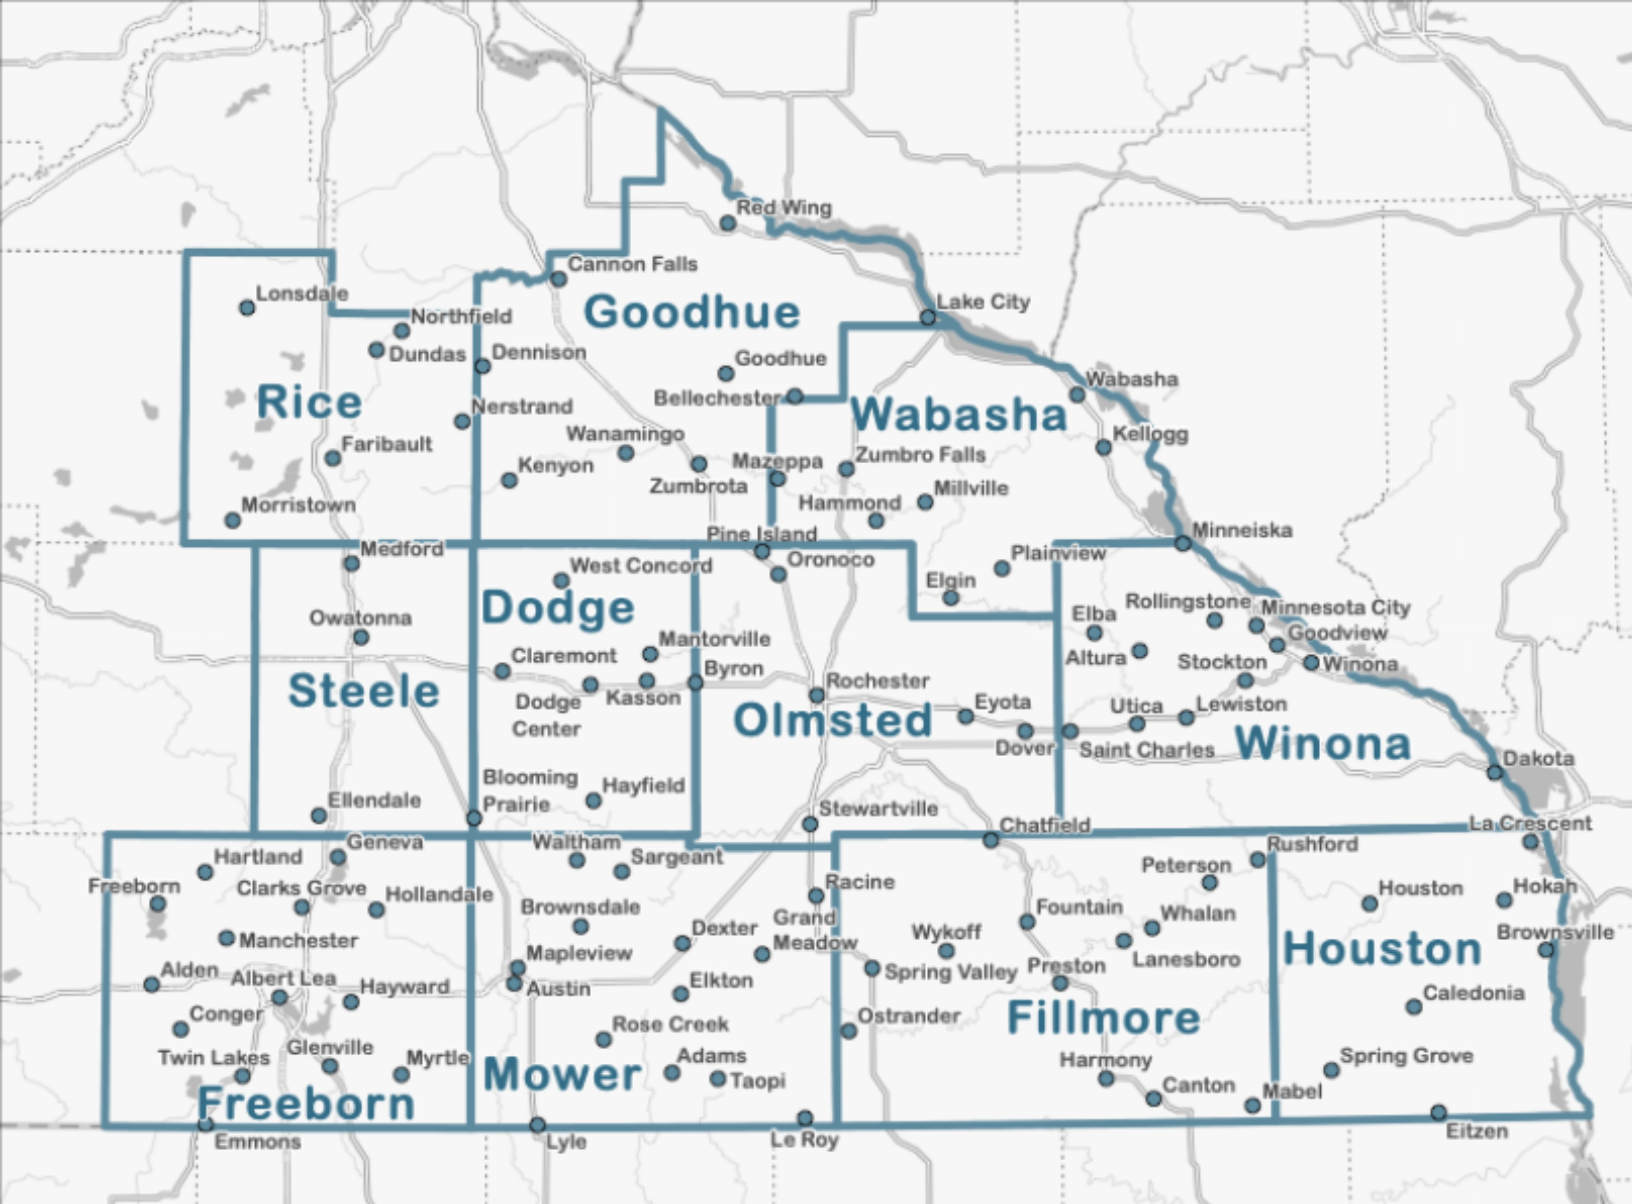 Red Wing
Cannon Falls
Lonsdale
Lake City
Goodhue
Northfield
Dundas
Dennison
Goodhue
Wabasha
Bellechester
Rice
Nerstrand
Wabasha
Kellogg
Faribault
Wanamingo
Kenyon
Mazeppa
Zumbro Falls
Zumbrota
Millville
Hammond
Morristown
Pine Island
Minneiska
Medford
Oronoco
Plainview
West Concord
Elgin
Dodge
Rollingstone
Minnesota City
Owatonna
Elba
Goodview
Mantorville
Altura
Stockton
Winona
Claremont
Byron
Steele
Rochester
Dodge
Center
Kasson
Eyota
Utica
Lewiston
Olmsted
Dover
Saint Charles
Winona
Dakota
Blooming
Prairie
Hayfield
Ellendale
Stewartville
Chatfield
La Crescent
Geneva
Waltham
Rushford
Hartland
Sargeant
Peterson
Freeborn
Clarks Grove
Hollandale
Racine
Houston
Hokah
Brownsdale
Grand
Meadow
Fountain
Whalan
Manchester
Dexter
Wykoff
Brownsville
Houston
Mapleview
Lanesboro
Alden
Albert Lea
Hayward
Austin
Elkton
Spring Valley
Preston
Caledonia
Conger
Rose Creek
Ostrander
Fillmore
Twin Lakes
Glenville
Myrtle
Adams
Harmony
Spring Grove
Mower
Taopi
Canton
Mabel
Freeborn
Emmons
Lyle
Le Roy
Eitzen